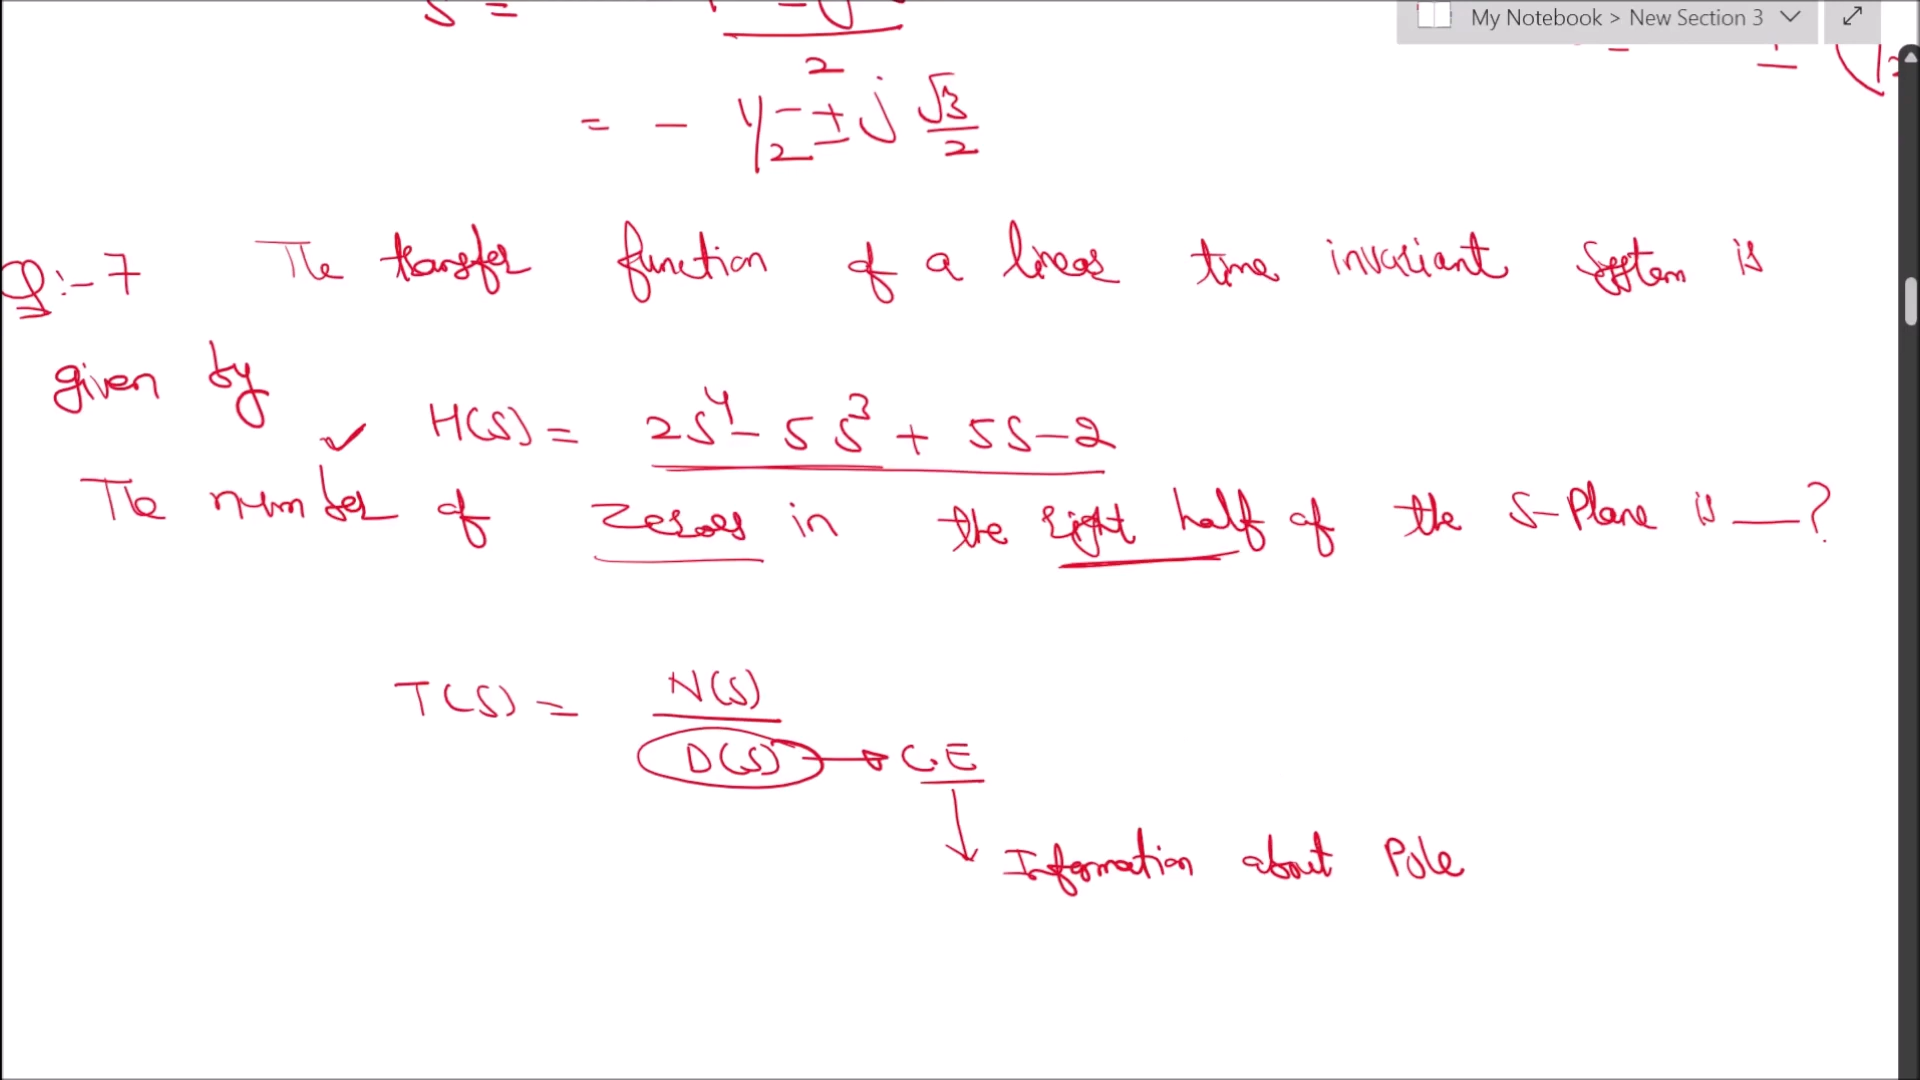 My Notebook > New Section 3
2
= - 1/2 ± j √3/2
Q:- 7 The transfer function of a linear time invariant system is
given by
H(S) = 2S⁴ - 5S³ + 5S - 2
The number of zeroes in the right half of the S-Plane is ___?
T(S) = N(S)
D(S) → C.E
Information about Pole